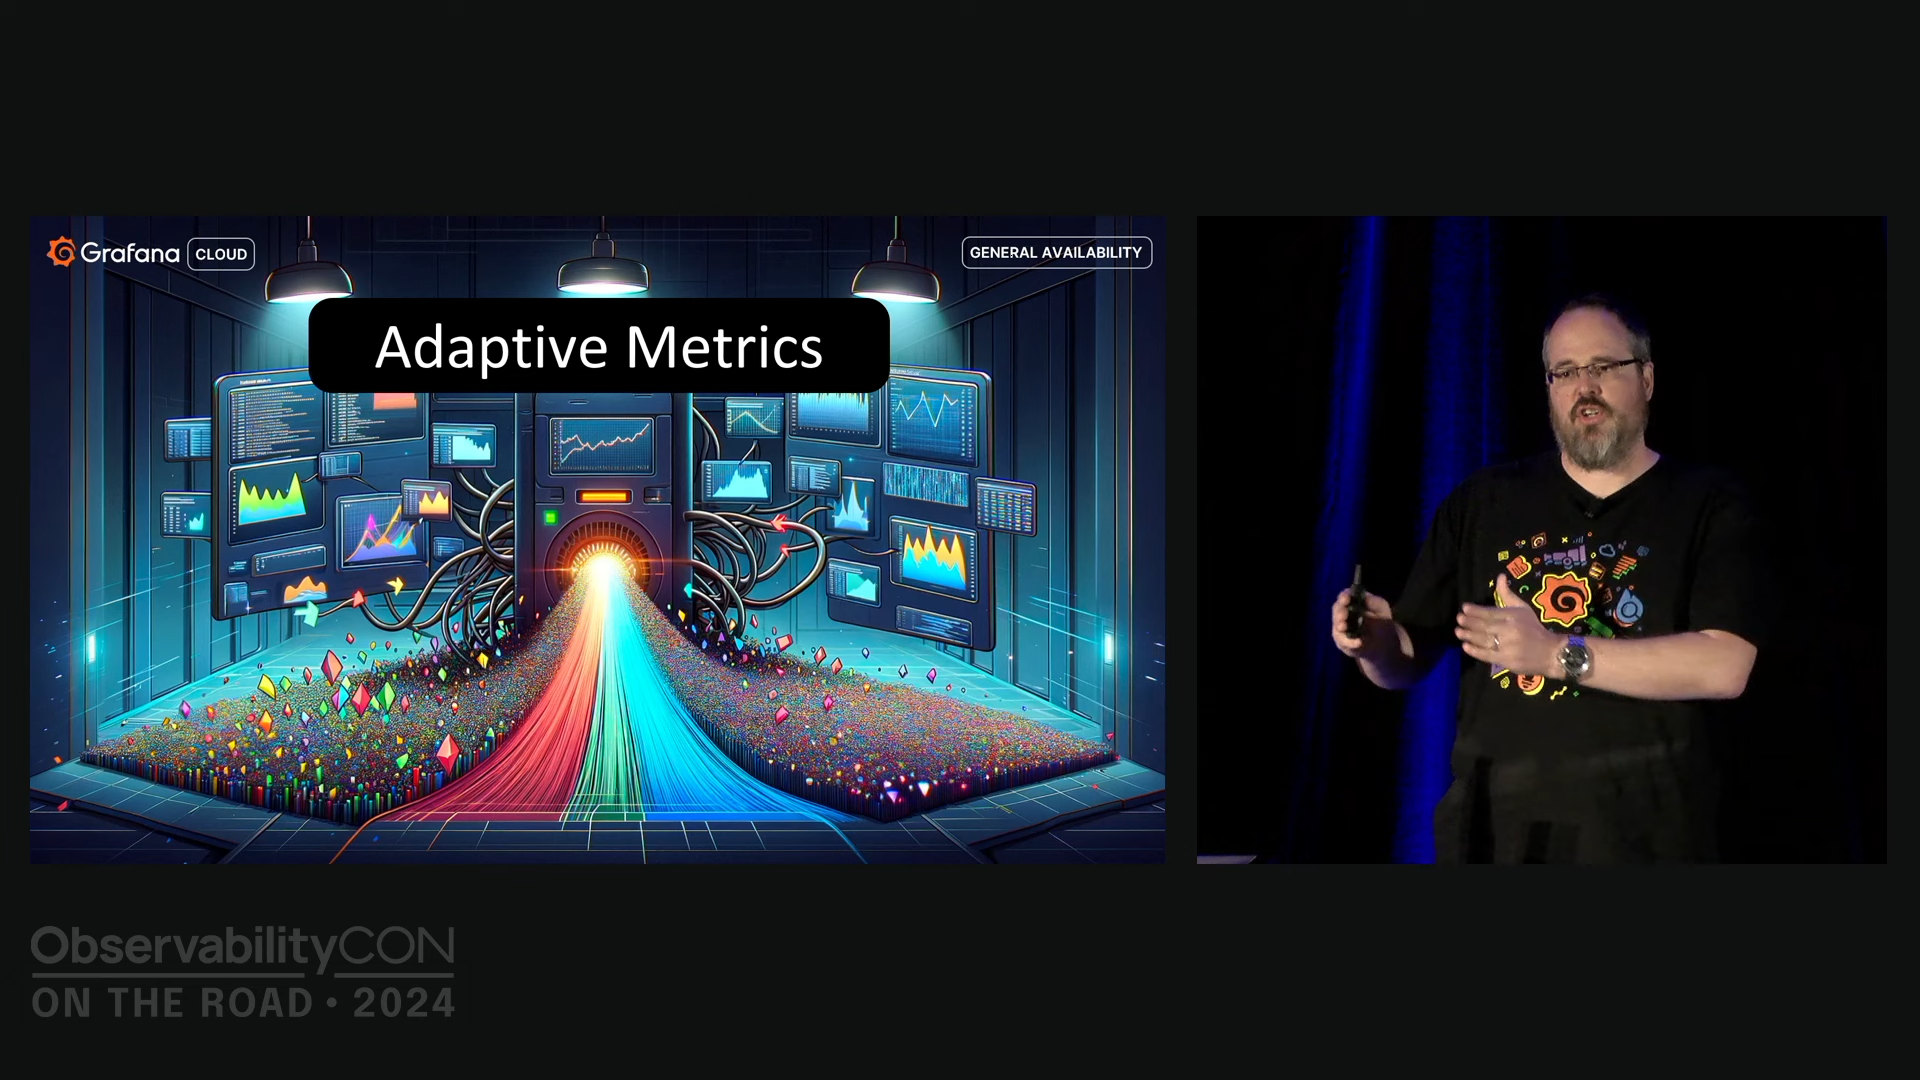 Grafana CLOUD
GENERAL AVAILABILITY
Adaptive Metrics
ObservabilityCON
ON THE ROAD • 2024